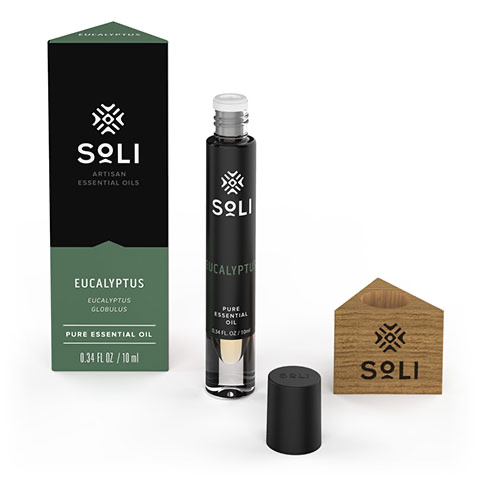 EUCALYPTUS
SOLI
ARTISAN
ESSENTIAL OILS
EUCALYPTUS
EUCALYPTUS
GLOBULUS
PURE ESSENTIAL OIL
0.34 FL OZ / 10 ml
SOLI
EUCALYPTUS
PURE
ESSENTIAL
OIL
0.34 FL OZ / 10ml
SOLI
SOLI